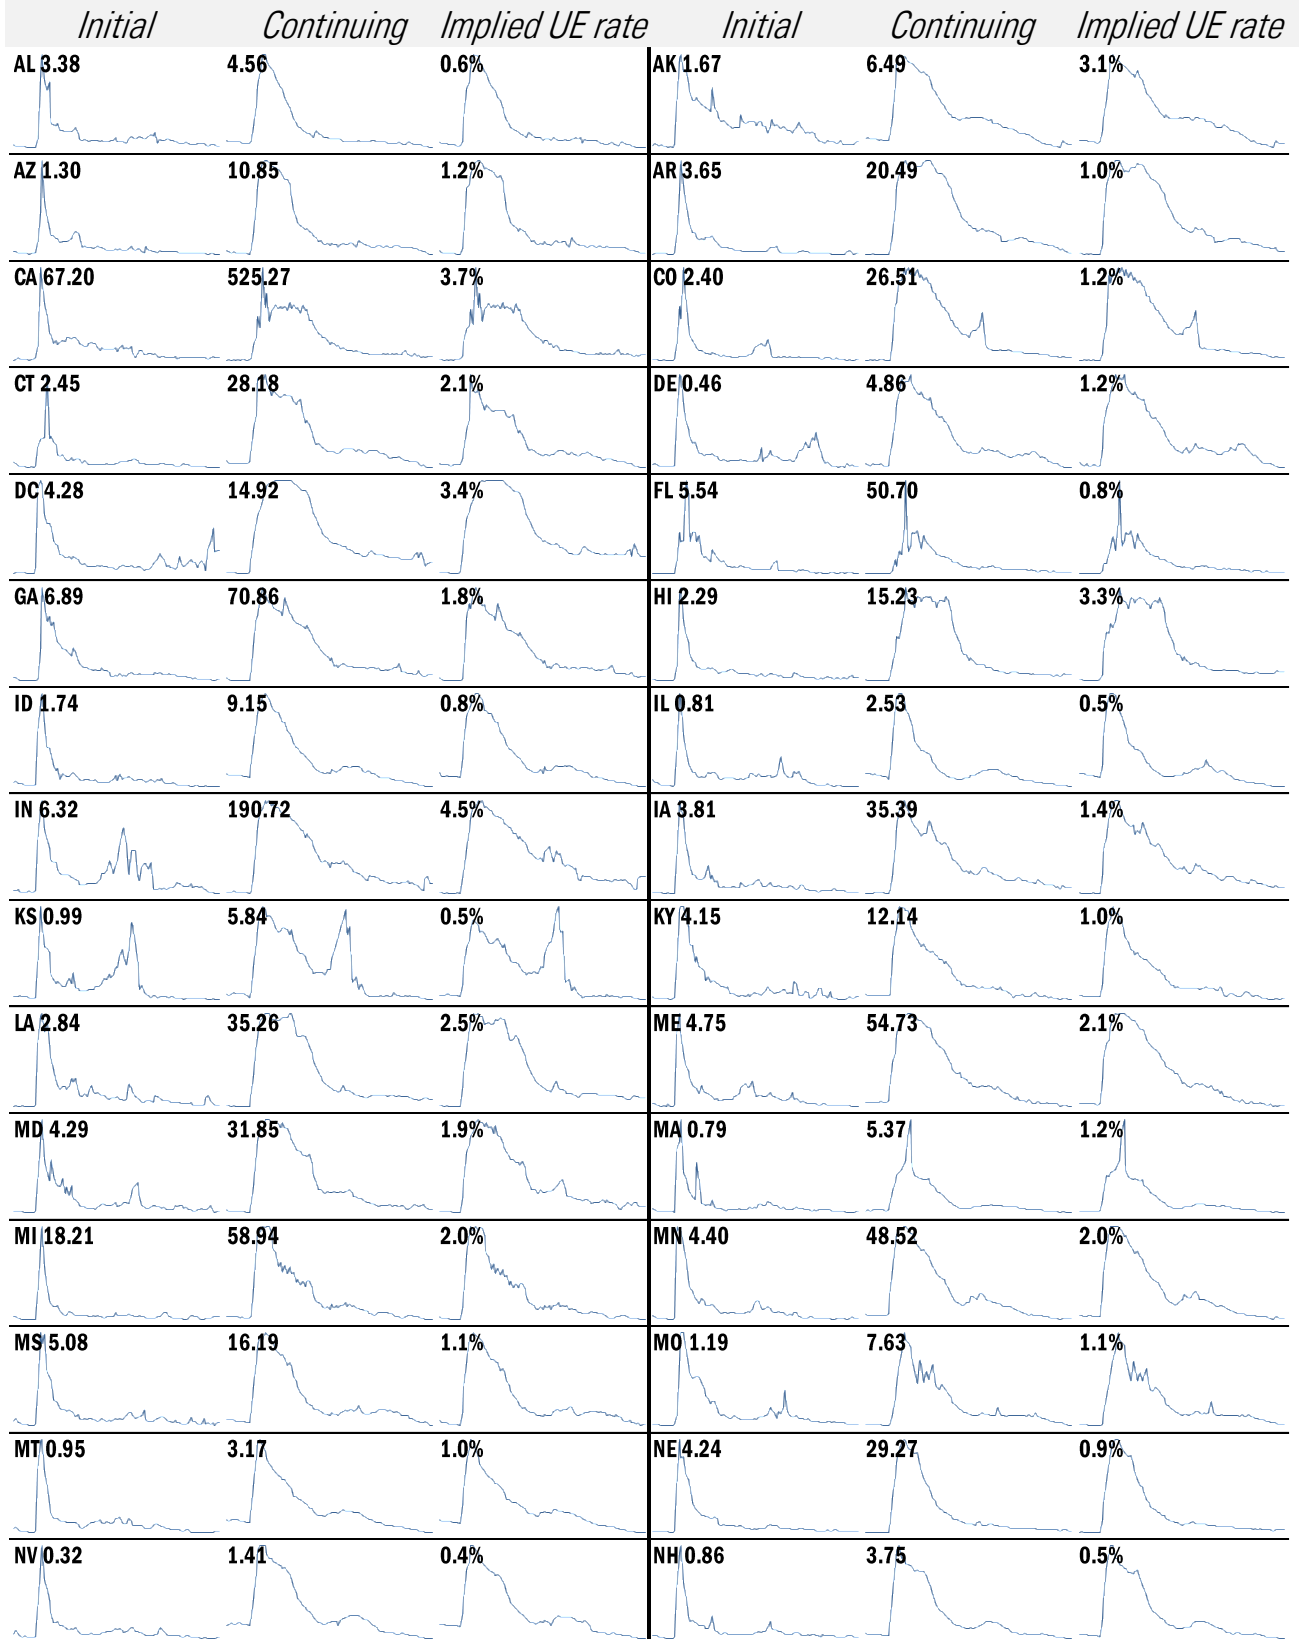 Initial Continuing Implied UE rate Initial Continuing Implied UE rate
AL 3.38 4.56 0.6% AK 1.67 6.49 3.1%
AZ 1.30 10.85 1.2% AR 3.65 20.49 1.0%
CA 67.20 525.27 3.7% CO 2.40 26.51 1.2%
CT 2.45 28.18 2.1% DE 0.46 4.86 1.2%
DC 4.28 14.92 3.4% FL 5.54 50.70 0.8%
GA 6.89 70.86 1.8% HI 2.29 15.23 3.3%
ID 1.74 9.15 0.8% IL 0.81 2.53 0.5%
IN 6.32 190.72 4.5% IA 3.81 35.39 1.4%
KS 0.99 5.84 0.5% KY 4.15 12.14 1.0%
LA 2.84 35.26 2.5% ME 4.75 54.73 2.1%
MD 4.29 31.85 1.9% MA 0.79 5.37 1.2%
MI 18.21 58.94 2.0% MN 4.40 48.52 2.0%
MS 5.08 16.19 1.1% MO 1.19 7.63 1.1%
MT 0.95 3.17 1.0% NE 4.24 29.27 0.9%
NV 0.32 1.41 0.4% NH 0.86 3.75 0.5%